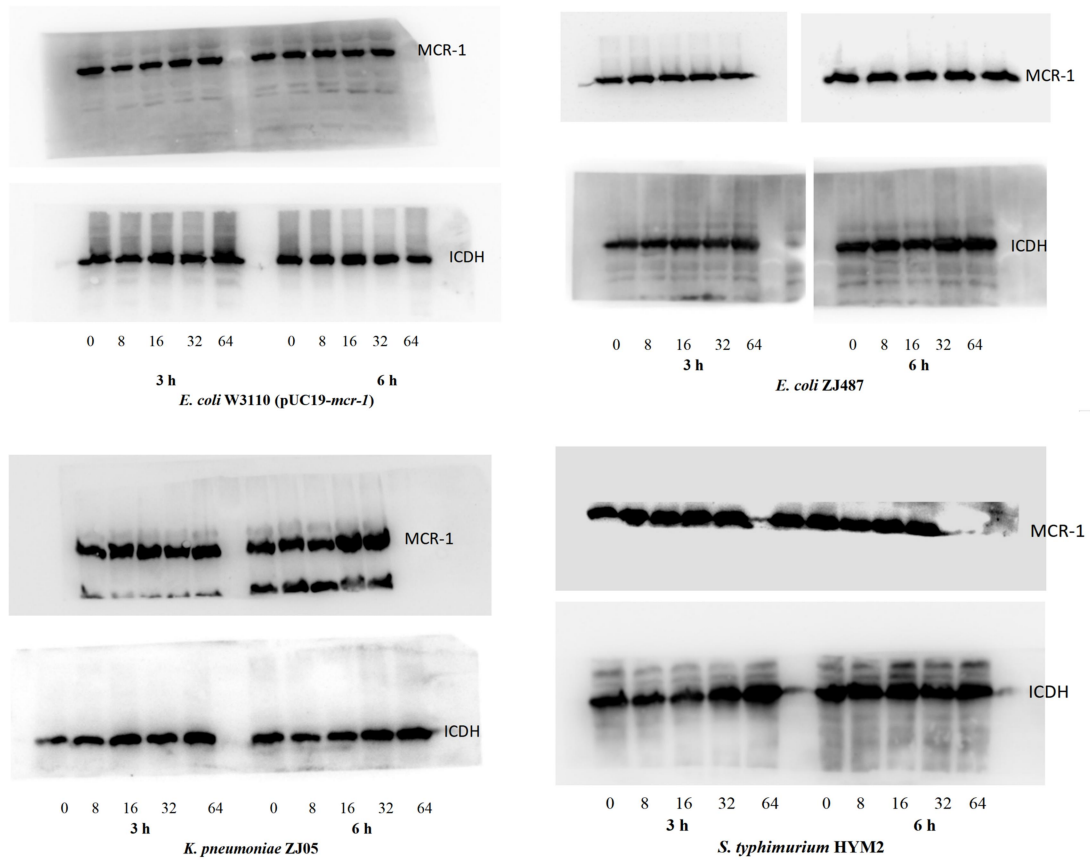 MCR-1
ICDH
0 8 16 32 64 0 8 16 32 64
3 h 6 h
E. coli W3110 (pUC19-mcr-1)
MCR-1
ICDH
0 8 16 32 64 0 8 16 32 64
3 h 6 h
E. coli ZJ487
MCR-1
ICDH
0 8 16 32 64 0 8 16 32 64
3 h 6 h
K. pneumoniae ZJ05
MCR-1
ICDH
0 8 16 32 64 0 8 16 32 64
3 h 6 h
S. typhimurium HYM2